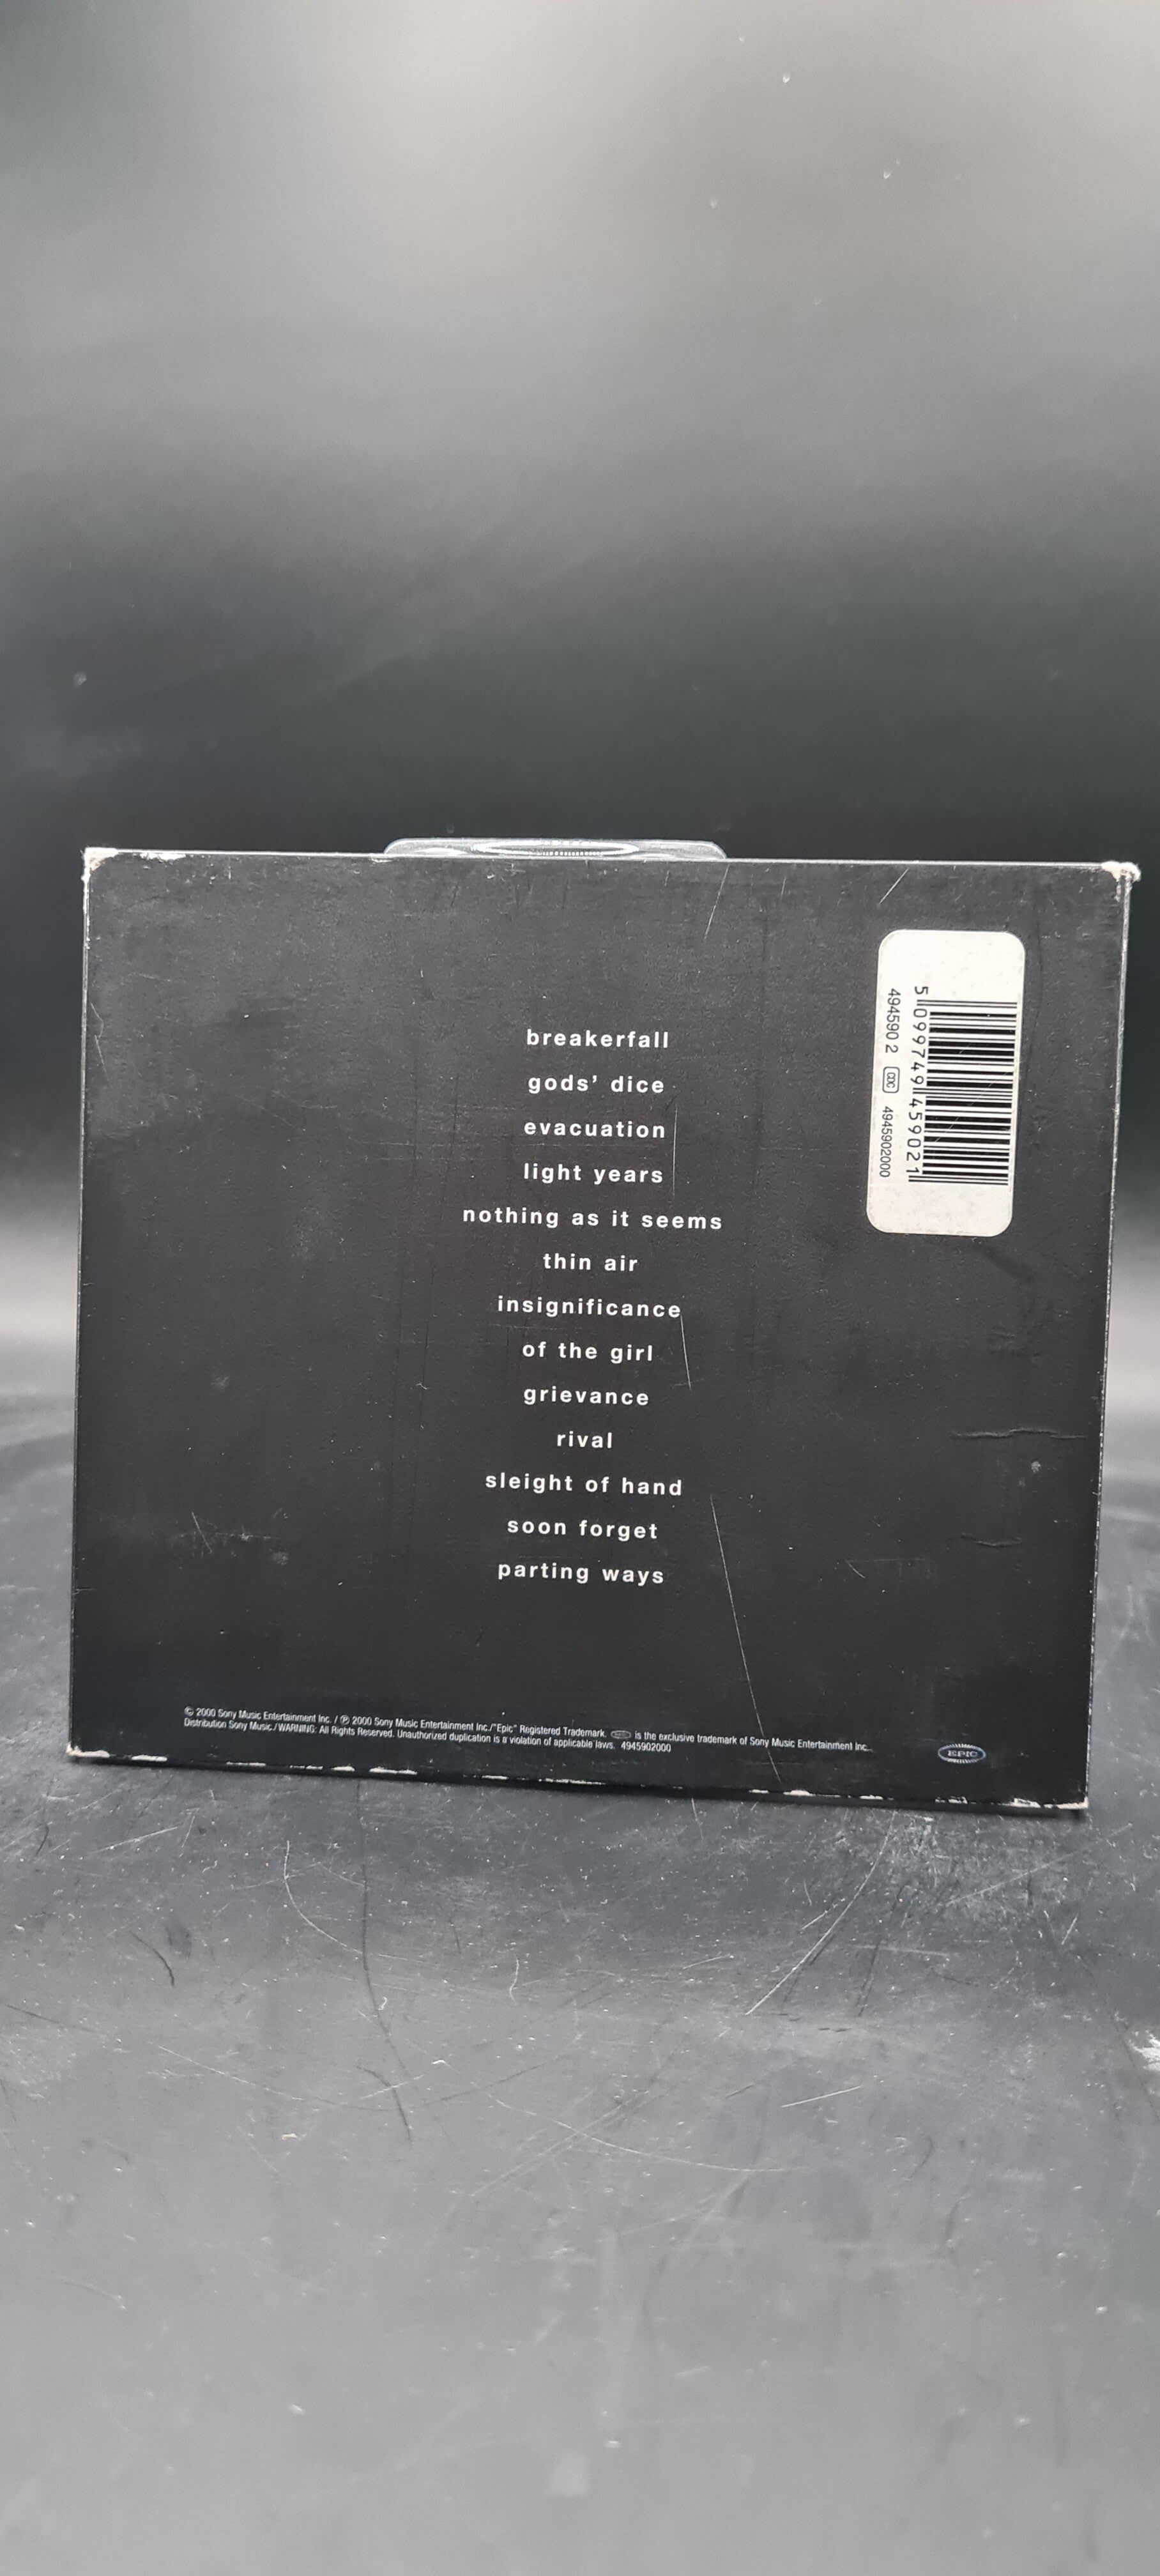 breakerfall
gods’ dice
evacuation
light years
nothing as it seems
thin air
insignificance
of the girl
grievance
rival
sleight of hand
soon forget
parting ways
5 099749 459021
494590 2 CDC 4945902000
© 2000 Sony Music Entertainment Inc. / ℗ 2000 Sony Music Entertainment Inc./"Epic" Registered Trademark. is the exclusive trademark of Sony Music Entertainment Inc.
Distribution Sony Music./WARNING: All Rights Reserved. Unauthorized duplication is a violation of applicable laws. 4945902000
EPIC